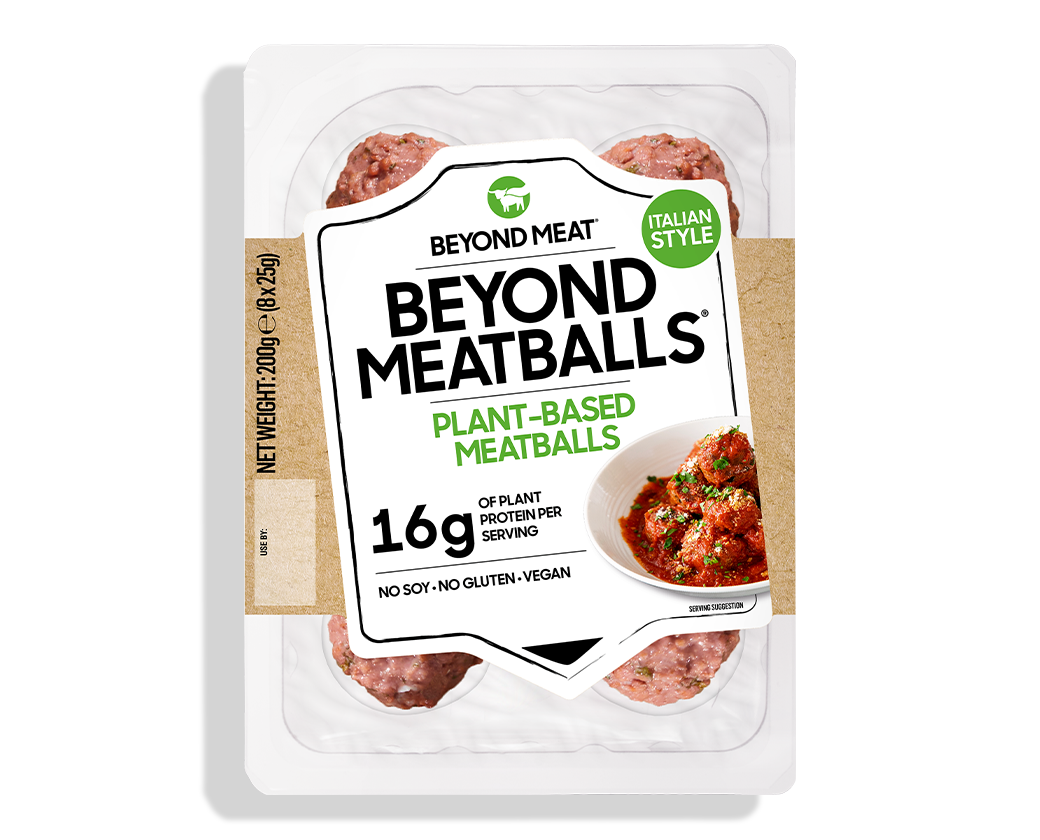 BEYOND MEAT®
ITALIAN
STYLE
BEYOND
MEATBALLS®
PLANT-BASED
MEATBALLS
16g
OF PLANT
PROTEIN PER
SERVING
NO SOY • NO GLUTEN • VEGAN
SERVING SUGGESTION
NET WEIGHT: 200g ℮ (8 x 25g)
USE BY: